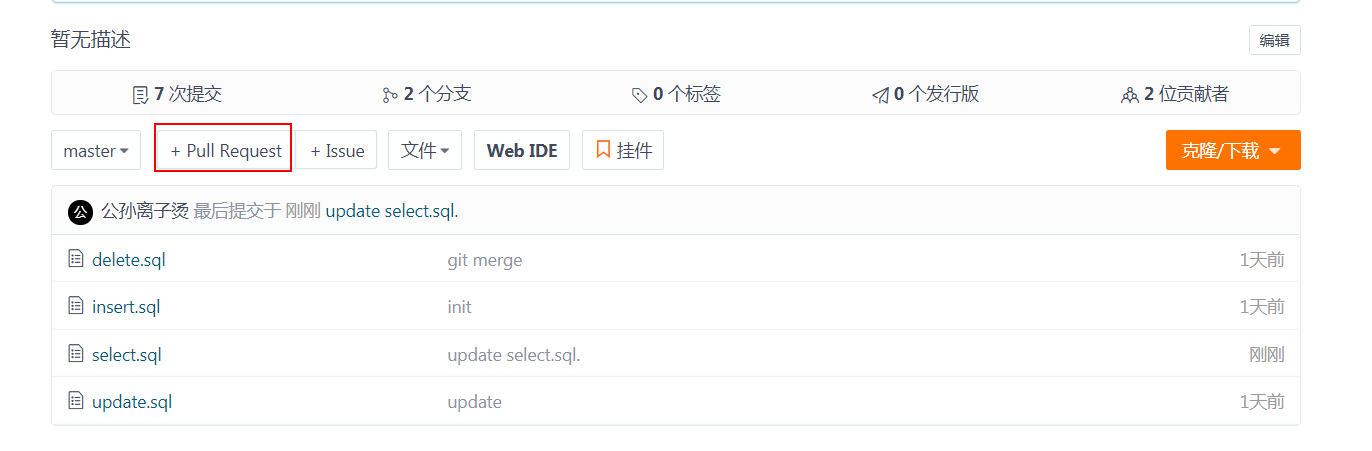 暂无描述 编辑
7 次提交 2 个分支 0 个标签 0 个发行版 2 位贡献者
master + Pull Request + Issue 文件 Web IDE 挂件 克隆/下载
公 公孙离子烫 最后提交于 刚刚 update select.sql.
delete.sql git merge 1天前
insert.sql init 1天前
select.sql update select.sql. 刚刚
update.sql update 1天前